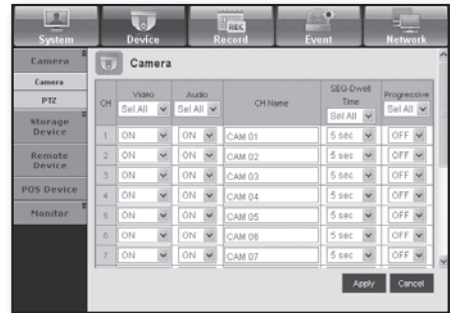 System Device Record Event Network
REC
Camera
Camera
PTZ
Storage Device
Remote Device
POS Device
Monitor
Camera
CH Video Audio CH Name SEQ-Dwell Time Progressive
Sel All Sel All Sel All Sel All
1 ON ON CAM 01 5 sec OFF
2 ON ON CAM 02 5 sec OFF
3 ON ON CAM 03 5 sec OFF
4 ON ON CAM 04 5 sec OFF
5 ON ON CAM 05 5 sec OFF
6 ON ON CAM 06 5 sec OFF
7 ON ON CAM 07 5 sec OFF
Apply Cancel